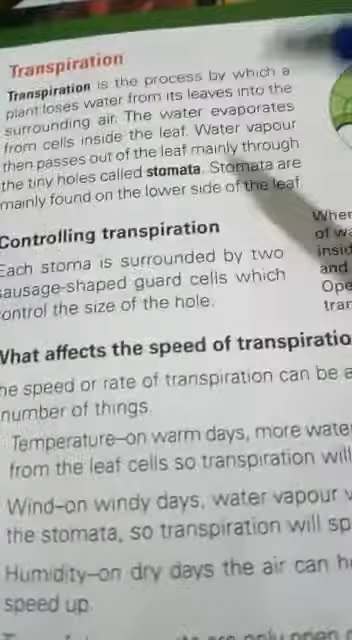 Transpiration
Transpiration is the process by which a
plant loses water from its leaves into the
surrounding air. The water evaporates
from cells inside the leaf. Water vapour
then passes out of the leaf mainly through
the tiny holes called stomata. Stomata are
mainly found on the lower side of the leaf
Controlling transpiration
Each stoma is surrounded by two
sausage-shaped guard cells which
control the size of the hole.
When
of wa
insid
and
Ope
tran
What affects the speed of transpiratio
he speed or rate of transpiration can be a
number of things.
Temperature–on warm days, more wate
from the leaf cells so transpiration will
Wind–on windy days, water vapour
the stomata, so transpiration will sp
Humidity–on dry days the air can h
speed up
are only open